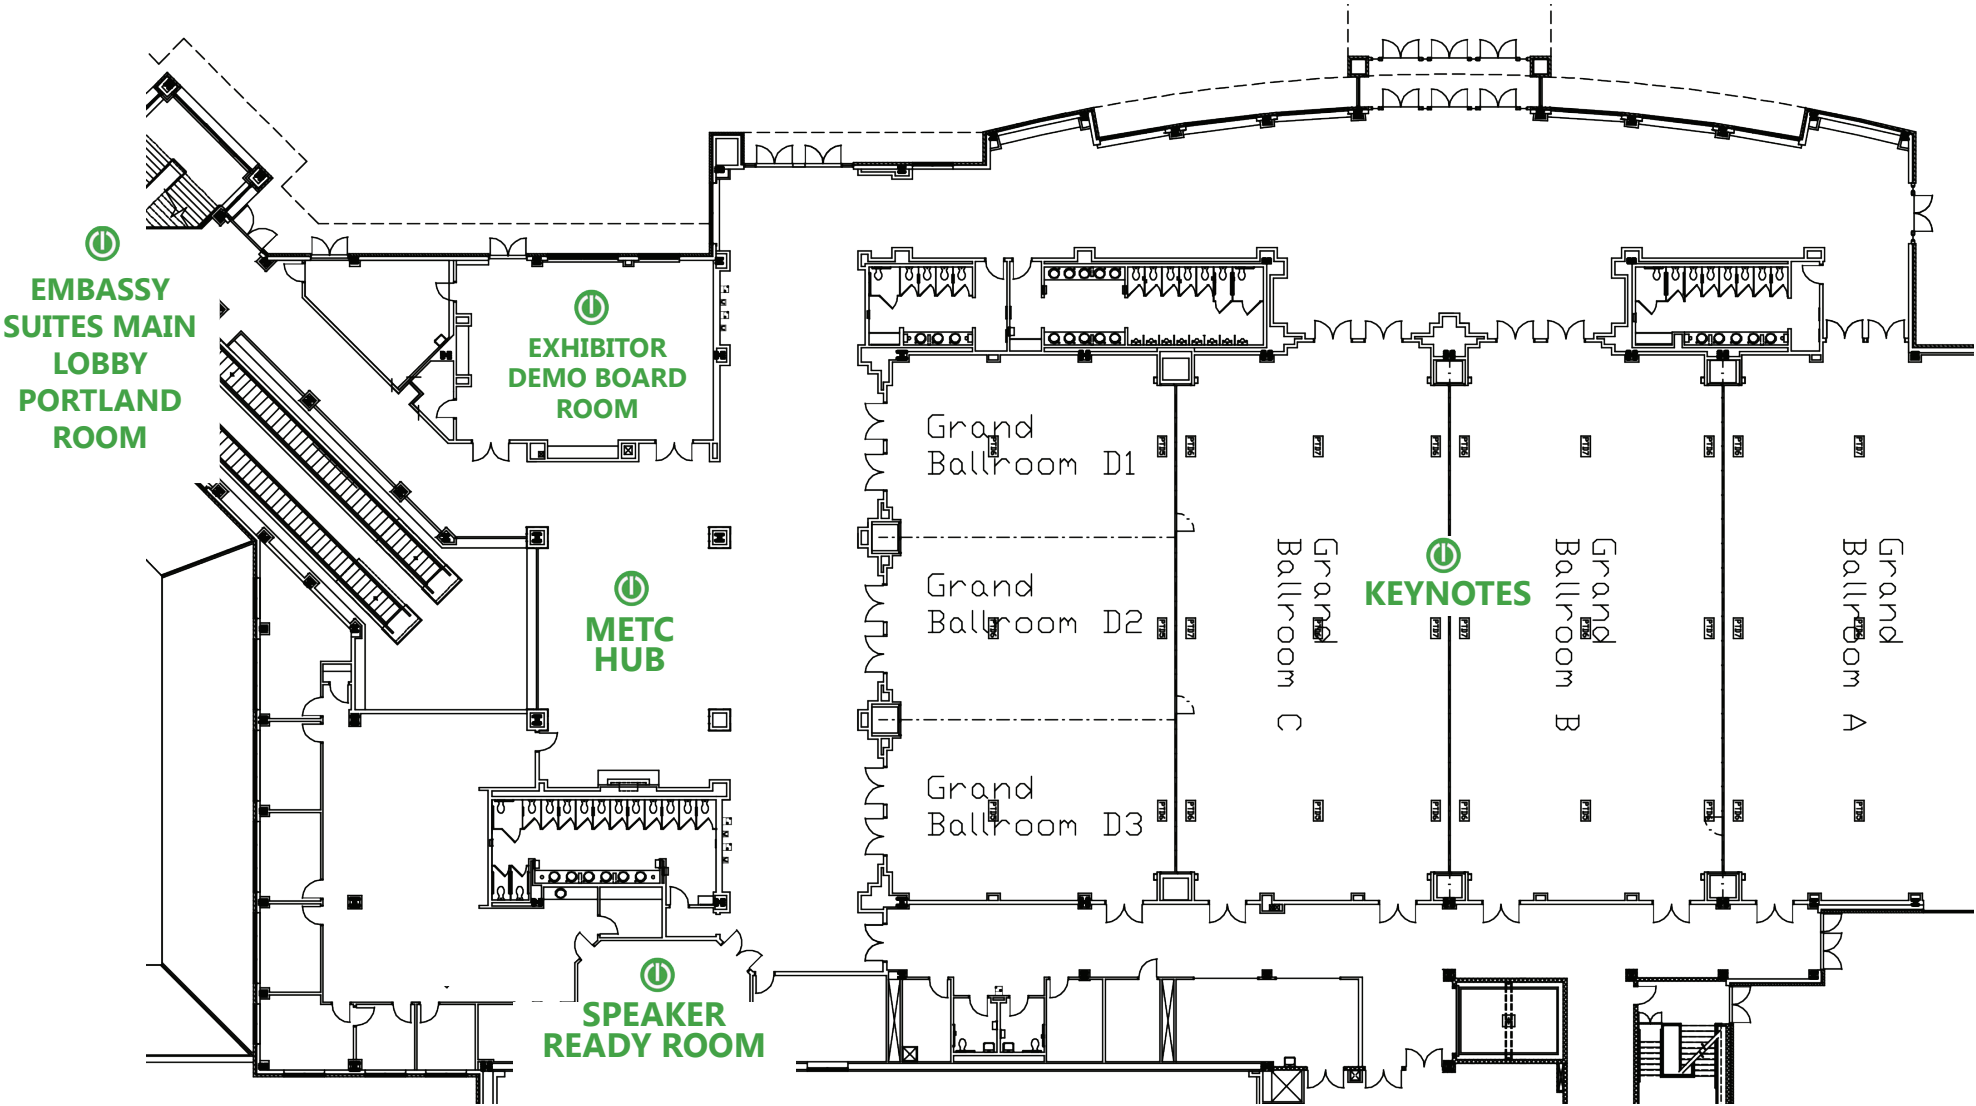 EMBASSY
SUITES MAIN
LOBBY
PORTLAND
ROOM
EXHIBITOR
DEMO BOARD
ROOM
METC
HUB
SPEAKER
READY ROOM
Grand
Ballroom D1
Grand
Ballroom D2
Grand
Ballroom D3
Grand
Ballroom C
KEYNOTES
Grand
Ballroom B
Grand
Ballroom A